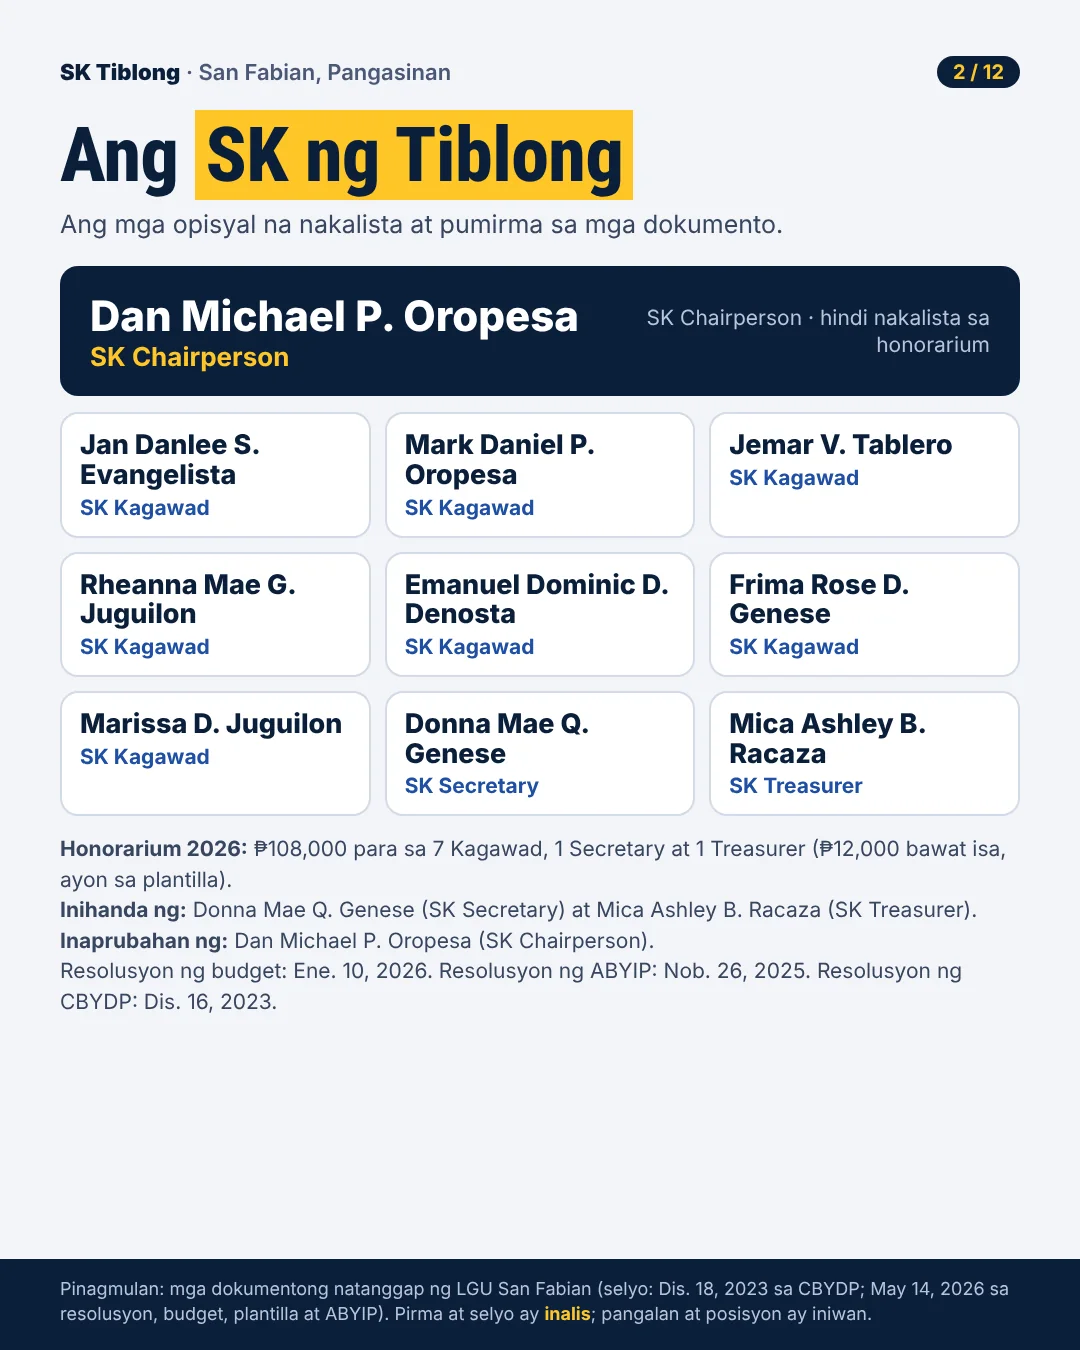 SK Tiblong · San Fabian, Pangasinan
2 / 12
Ang SK ng Tiblong
Ang mga opisyal na nakalista at pumirma sa mga dokumento.
Dan Michael P. Oropesa
SK Chairperson
SK Chairperson · hindi nakalista sa
honorarium
Jan Danlee S.
Evangelista
SK Kagawad
Mark Daniel P.
Oropesa
SK Kagawad
Jemar V. Tablero
SK Kagawad
Rheanna Mae G.
Juguilon
SK Kagawad
Emanuel Dominic D.
Denosta
SK Kagawad
Frima Rose D.
Genese
SK Kagawad
Marissa D. Juguilon
SK Kagawad
Donna Mae Q.
Genese
SK Secretary
Mica Ashley B.
Racaza
SK Treasurer
Honorarium 2026: ₱108,000 para sa 7 Kagawad, 1 Secretary at 1 Treasurer (₱12,000 bawat isa,
ayon sa plantilla).
Inihanda ng: Donna Mae Q. Genese (SK Secretary) at Mica Ashley B. Racaza (SK Treasurer).
Inaprubahan ng: Dan Michael P. Oropesa (SK Chairperson).
Resolusyon ng budget: Ene. 10, 2026. Resolusyon ng ABYIP: Nob. 26, 2025. Resolusyon ng
CBYDP: Dis. 16, 2023.
Pinagmulan: mga dokumentong natanggap ng LGU San Fabian (selyo: Dis. 18, 2023 sa CBYDP; May 14, 2026 sa
resolusyon, budget, plantilla at ABYIP). Pirma at selyo ay inalis; pangalan at posisyon ay iniwan.